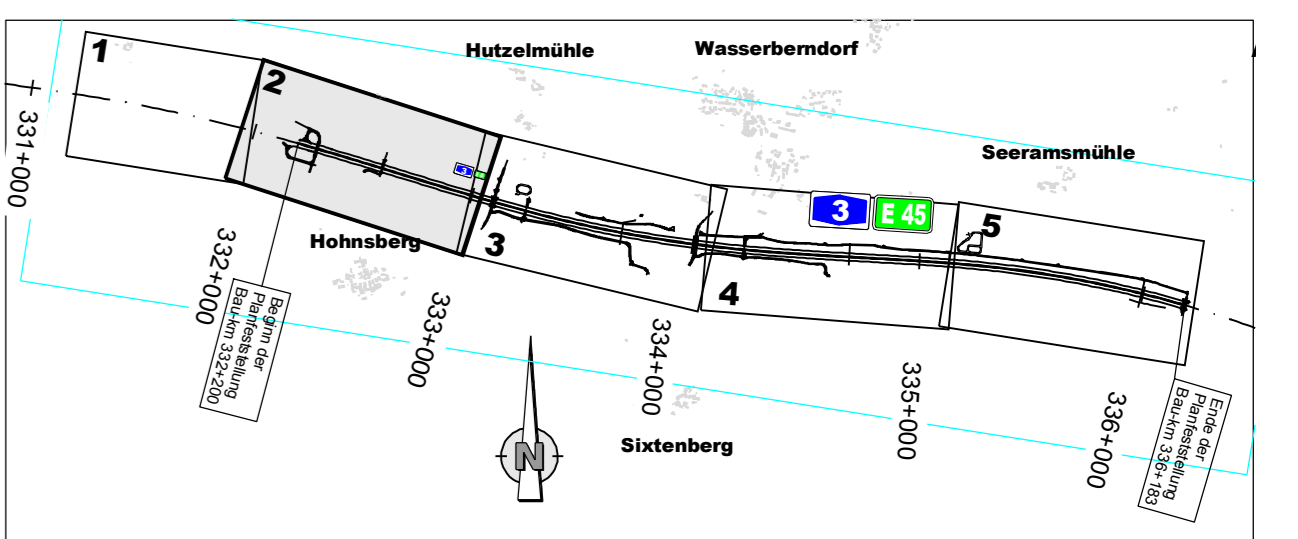 1
2
Hutzelmühle
Wasserberndorf
Seeramsmühle
3
E 45
5
3
Hohnsberg
4
331+000
332+000
333+000
334+000
335+000
336+000
Beginn der
Planfeststellung
Bau-km 332+200
Ende der
Planfeststellung
Bau-km 336+183
Sixtenberg
N
3